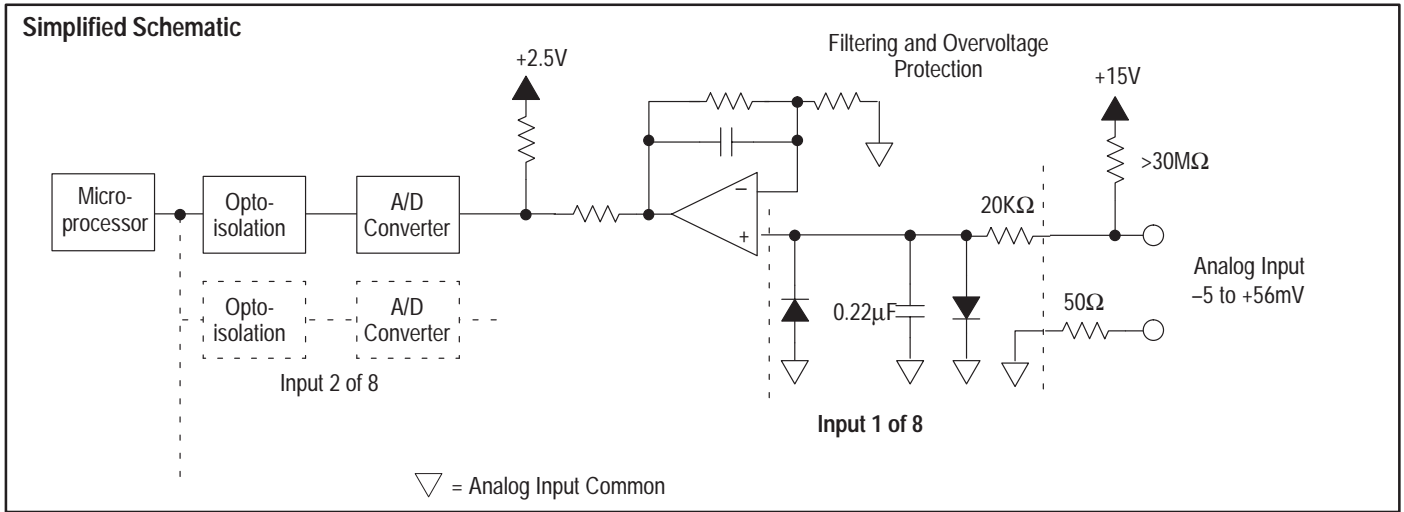 Simplified Schematic
+2.5V
Filtering and Overvoltage
Protection
+15V
>30MΩ
Micro-
processor
Opto-
isolation
A/D
Converter
–
+
20KΩ
Analog Input
–5 to +56mV
Opto-
isolation
A/D
Converter
0.22µF
50Ω
Input 2 of 8
Input 1 of 8
= Analog Input Common